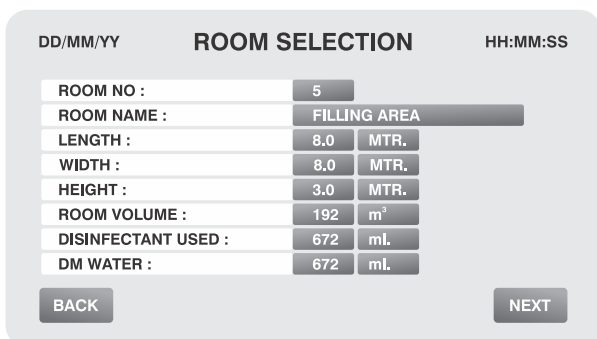 DD/MM/YY ROOM SELECTION HH:MM:SS
ROOM NO : 5
ROOM NAME : FILLING AREA
LENGTH : 8.0 MTR.
WIDTH : 8.0 MTR.
HEIGHT : 3.0 MTR.
ROOM VOLUME : 192 m³
DISINFECTANT USED : 672 ml.
DM WATER : 672 ml.
BACK NEXT